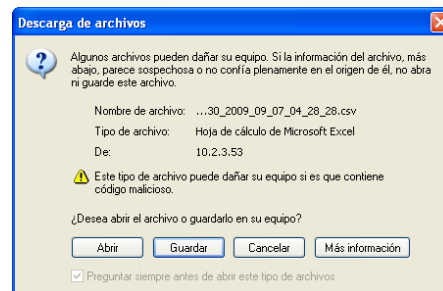 Descarga de archivos
Algunos archivos pueden dañar su equipo. Si la información del archivo, más
abajo, parece sospechosa o no confía plenamente en el origen de él, no abra
ni guarde este archivo.
Nombre de archivo: ...30_2009_09_07_04_28_28.csv
Tipo de archivo: Hoja de cálculo de Microsoft Excel
De: 10.2.3.53
Este tipo de archivo puede dañar su equipo si es que contiene
código malicioso.
¿Desea abrir el archivo o guardarlo en su equipo?
Abrir Guardar Cancelar Más información
Preguntar siempre antes de abrir este tipo de archivos